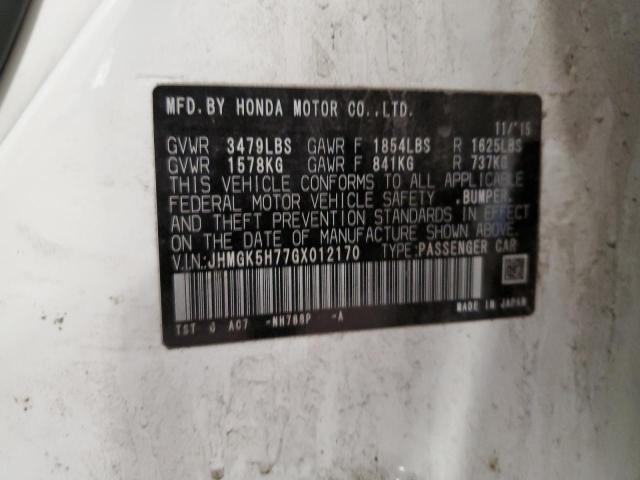 MFD.BY HONDA MOTOR CO.,LTD.
11/'15
GVWR 3479LBS GAWR F 1854LBS R 1625LBS
GVWR 1578KG GAWR F 841KG R 737KG
THIS VEHICLE CONFORMS TO ALL APPLICABLE
FEDERAL MOTOR VEHICLE SAFETY ,BUMPER,
AND THEFT PREVENTION STANDARDS IN EFFECT
ON THE DATE OF MANUFACTURE SHOWN ABOVE.
V.I.N.:JHMGK5H77GX012170 TYPE:PASSENGER CAR
TST 0 AC7 -NH788P -A
MADE IN JAPAN